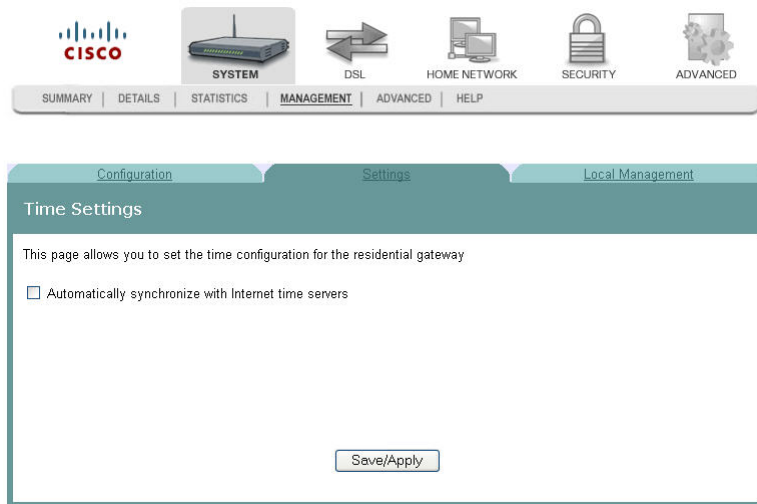 CISCO
SYSTEM DSL HOME NETWORK SECURITY ADVANCED
SUMMARY | DETAILS | STATISTICS | MANAGEMENT | ADVANCED | HELP
Configuration Settings Local Management
Time Settings
This page allows you to set the time configuration for the residential gateway
Automatically synchronize with Internet time servers
Save/Apply